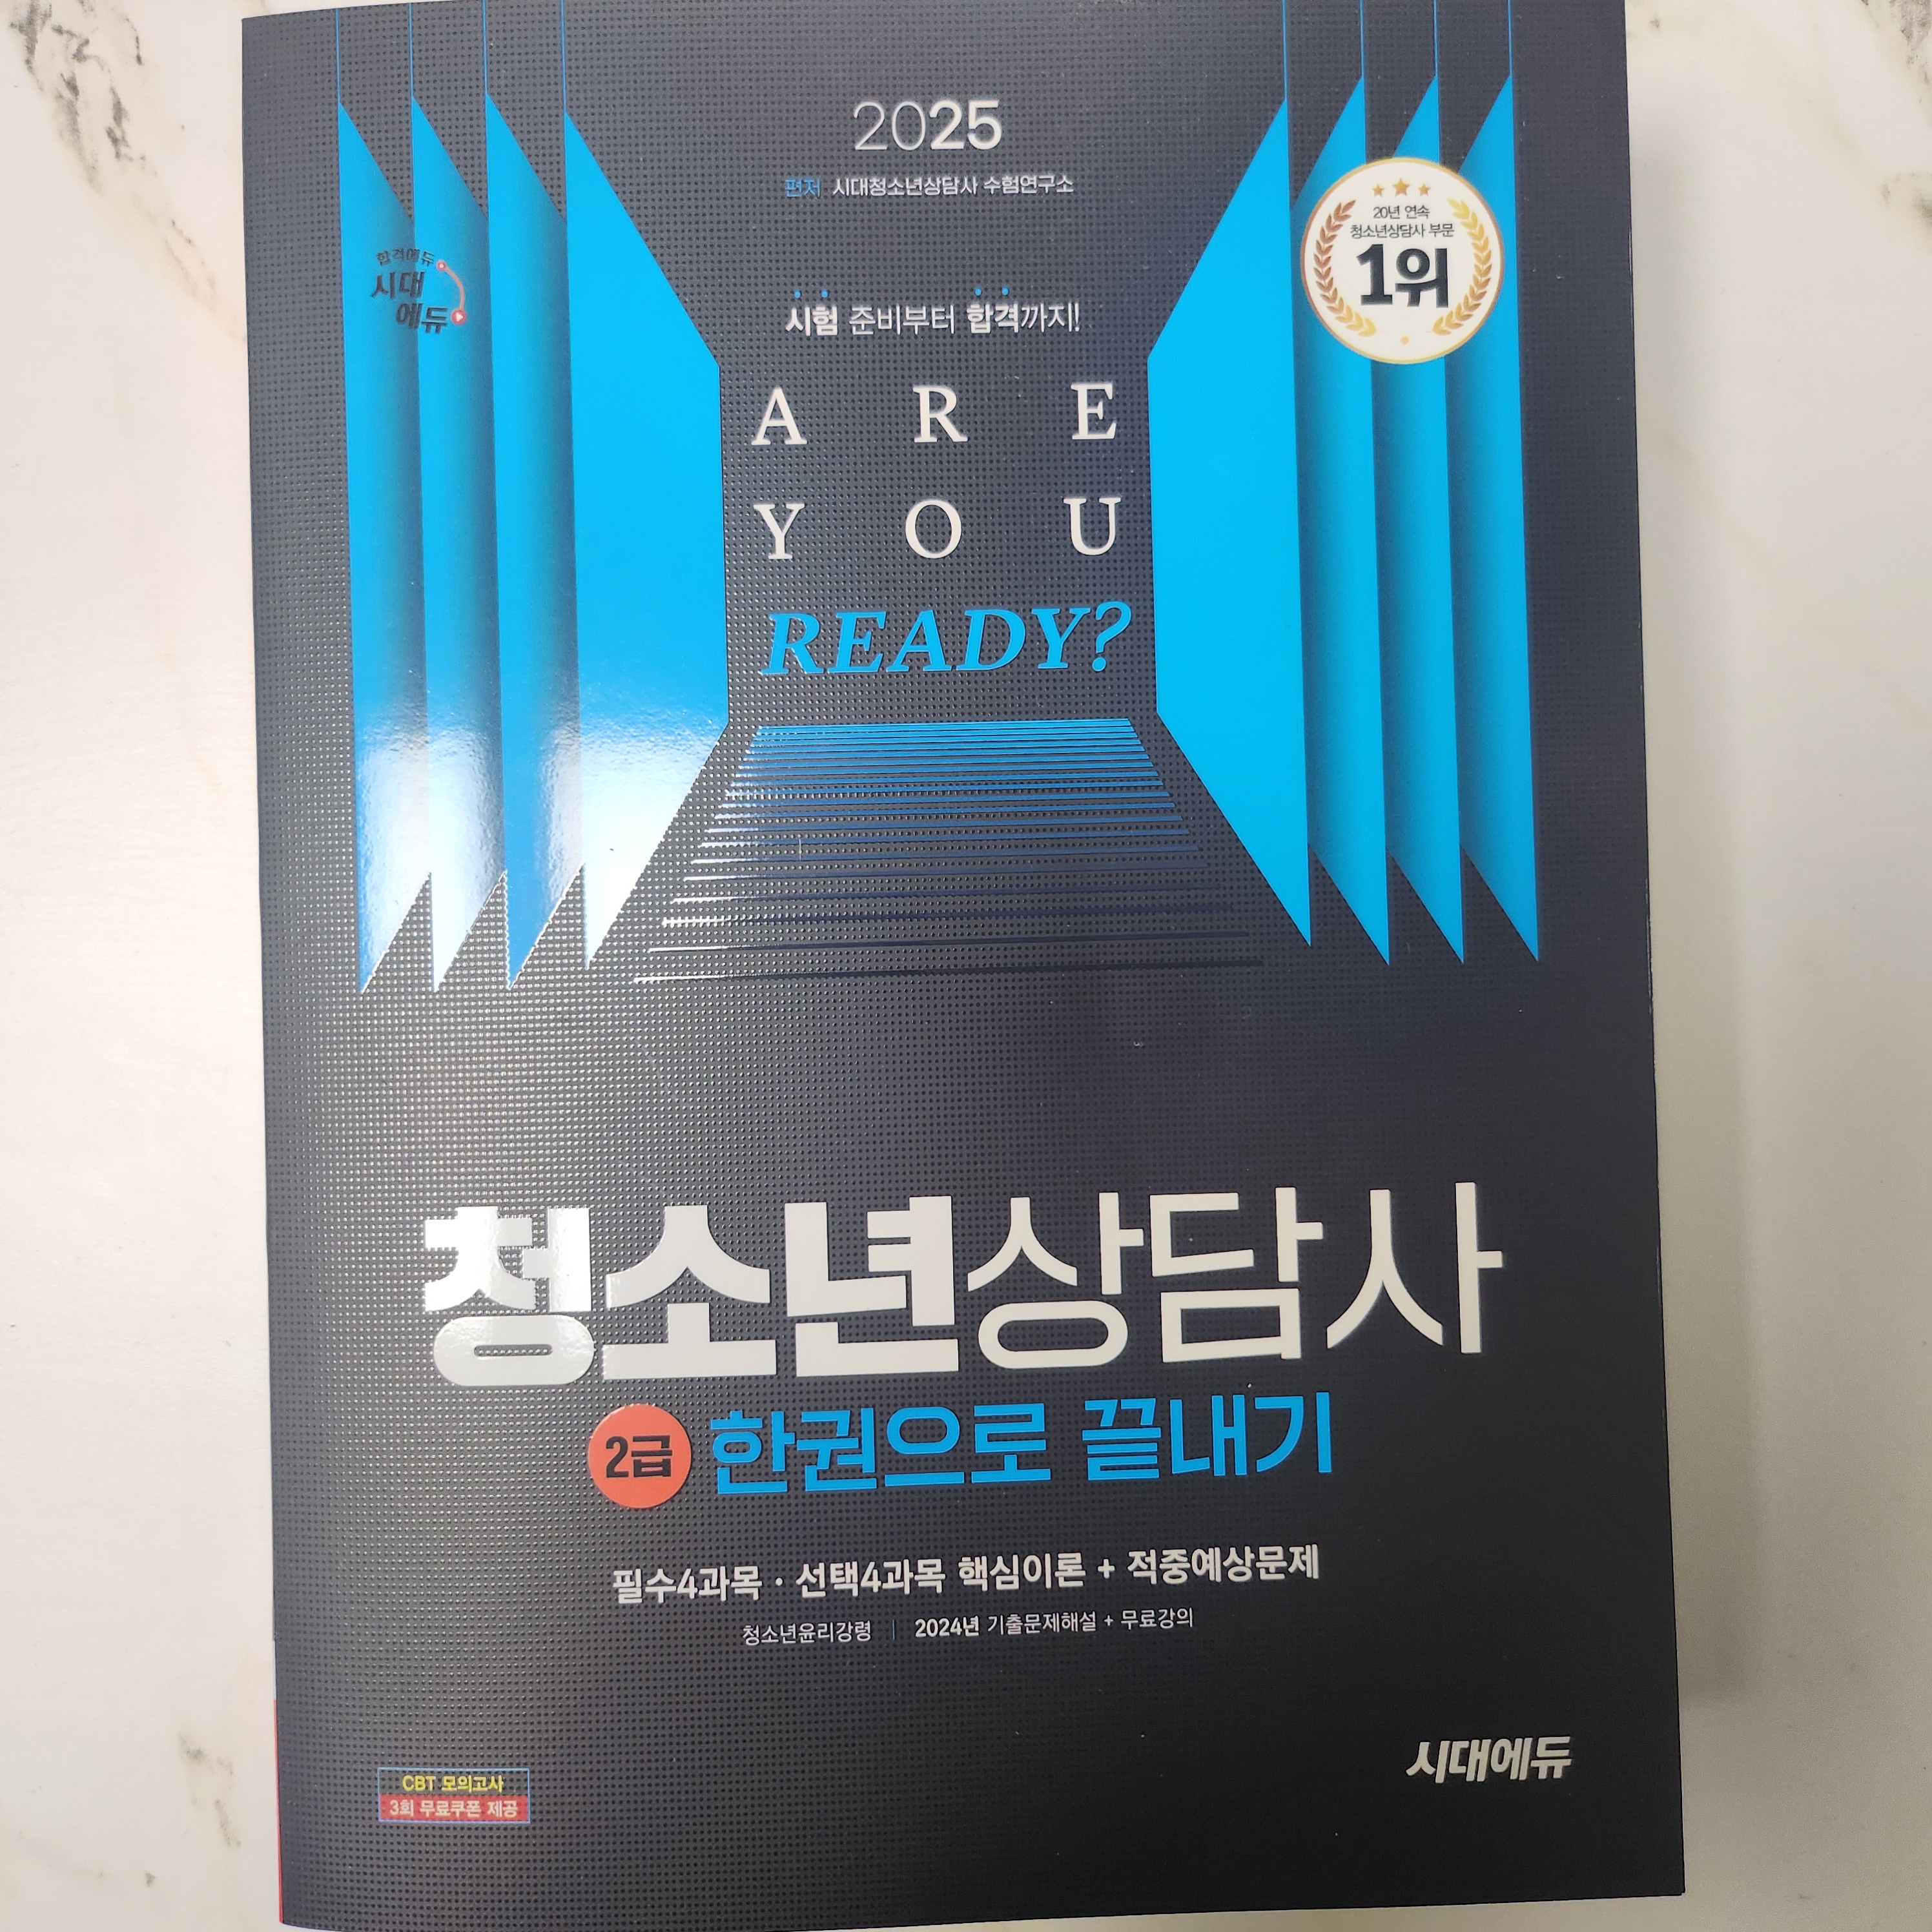 2025
편저 시대청소년상담사 수험연구소
합격에듀
시대
에듀
20년 연속
청소년상담사 부문
1위
시험 준비부터 합격까지!
ARE
YOU
READY?
청소년상담사
2급 한권으로 끝내기
필수4과목 · 선택4과목 핵심이론 + 적중예상문제
청소년윤리강령 | 2024년 기출문제해설 + 무료강의
시대에듀
CBT 모의고사
3회 무료쿠폰 제공